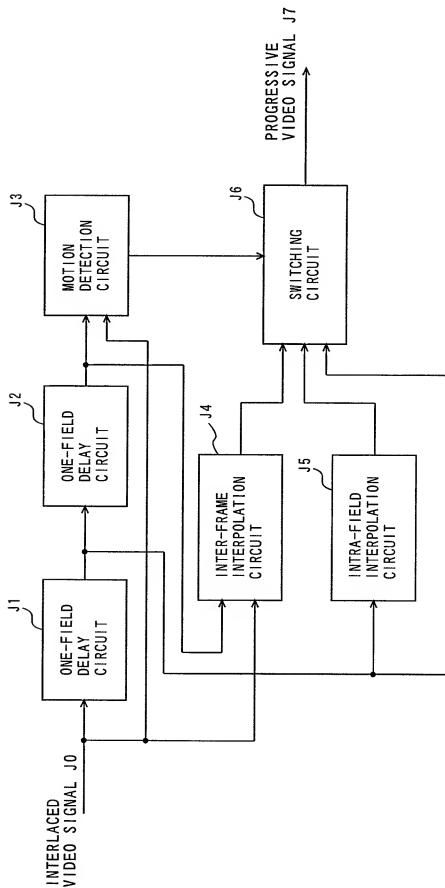 INTERLACED
VIDEO SIGNAL J0
J1
ONE-FIELD
DELAY
CIRCUIT
J2
ONE-FIELD
DELAY
CIRCUIT
J3
MOTION
DETECTION
CIRCUIT
J4
INTER-FRAME
INTERPOLATION
CIRCUIT
J5
INTRA-FIELD
INTERPOLATION
CIRCUIT
J6
SWITCHING
CIRCUIT
PROGRESSIVE
VIDEO SIGNAL J7